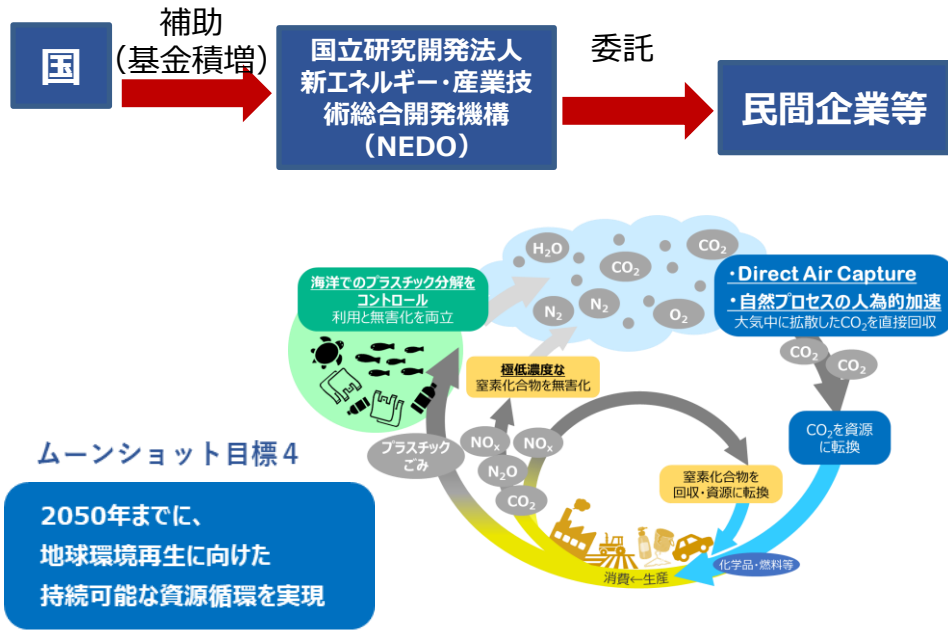 国
補助
（基金積増）
国立研究開発法人
新エネルギー・産業技
術総合開発機構
（NEDO）
委託
民間企業等
H₂O
CO₂
CO₂
N₂
N₂
O₂
海洋でのプラスチック分解を
コントロール
利用と無害化を両立
・Direct Air Capture
・自然プロセスの人為的加速
大気中に拡散したCO₂を直接回収
CO₂
CO₂
極低濃度な
窒素化合物を無害化
CO₂を資源
に転換
プラスチック
ごみ
NOₓ
NOₓ
N₂O
CO₂
窒素化合物を
回収・資源に転換
消費←生産
化学品・燃料等
ムーンショット目標４
2050年までに、
地球環境再生に向けた
持続可能な資源循環を実現